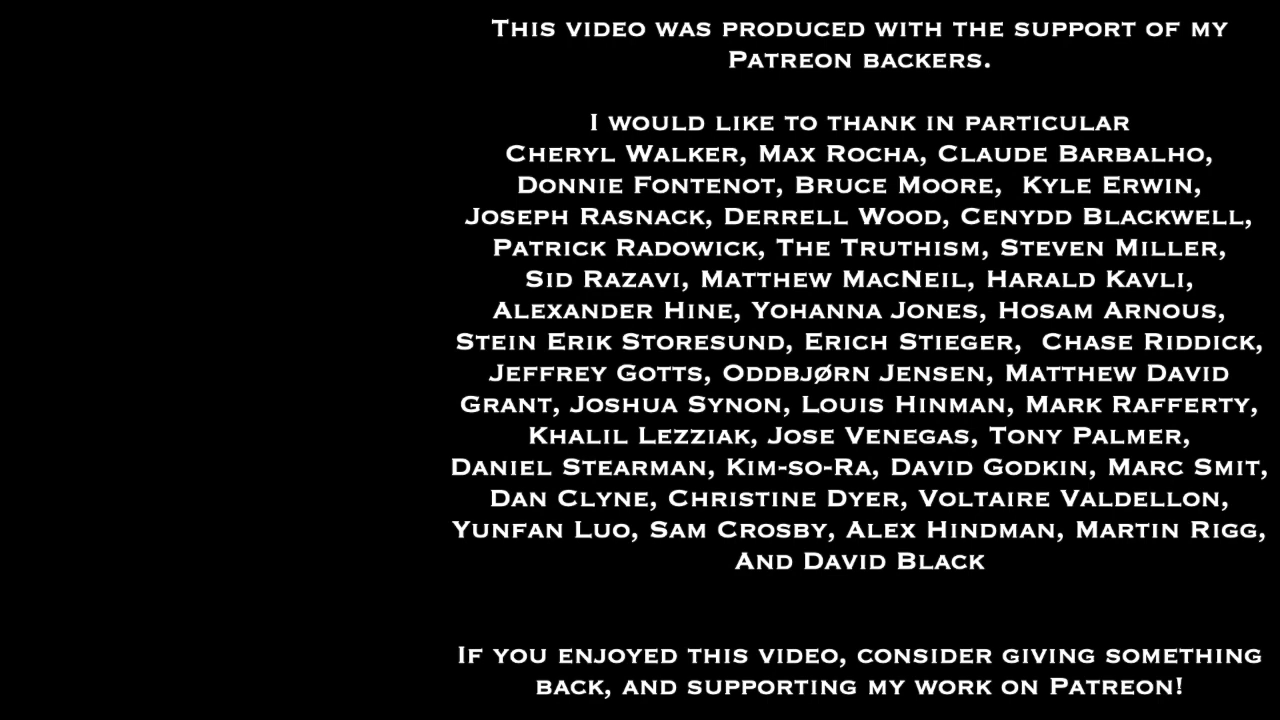 This video was produced with the support of my
Patreon backers.
I would like to thank in particular
Cheryl Walker, Max Rocha, Claude Barbalho,
Donnie Fontenot, Bruce Moore,  Kyle Erwin,
Joseph Rasnack, Derrell Wood, Cenydd Blackwell,
Patrick Radowick, The Truthism, Steven Miller,
Sid Razavi, Matthew MacNeil, Harald Kavli,
Alexander Hine, Yohanna Jones, Hosam Arnous,
Stein Erik Storesund, Erich Stieger,  Chase Riddick,
Jeffrey Gotts, Oddbjørn Jensen, Matthew David
Grant, Joshua Synon, Louis Hinman, Mark Rafferty,
Khalil Lezziak, Jose Venegas, Tony Palmer,
Daniel Stearman, Kim-so-Ra, David Godkin, Marc Smit,
Dan Clyne, Christine Dyer, Voltaire Valdellon,
Yunfan Luo, Sam Crosby, Alex Hindman, Martin Rigg,
And David Black
If you enjoyed this video, consider giving something
back, and supporting my work on Patreon!